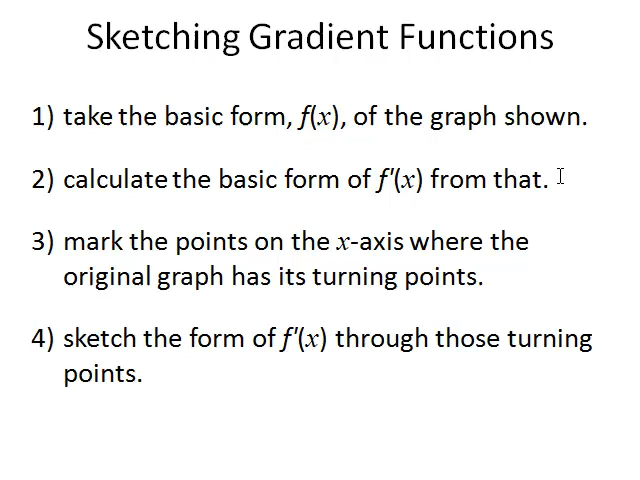 Sketching Gradient Functions
1) take the basic form, f(x), of the graph shown.
2) calculate the basic form of f'(x) from that.
3) mark the points on the x-axis where the
original graph has its turning points.
4) sketch the form of f'(x) through those turning
points.